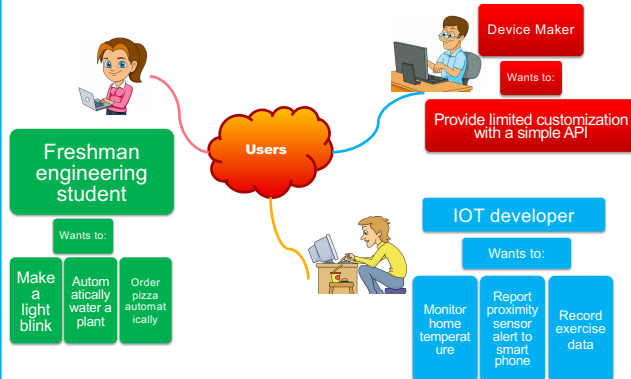 Device Maker
Wants to:
Provide limited customization
with a simple API
Users
Freshman
engineering
student
Wants to:
Make
a
light
blink
Autom
atically
water a
plant
Order
pizza
automat
ically
IOT developer
Wants to:
Monitor
home
temperat
ure
Report
proximity
sensor
alert to
smart
phone
Record
exercise
data